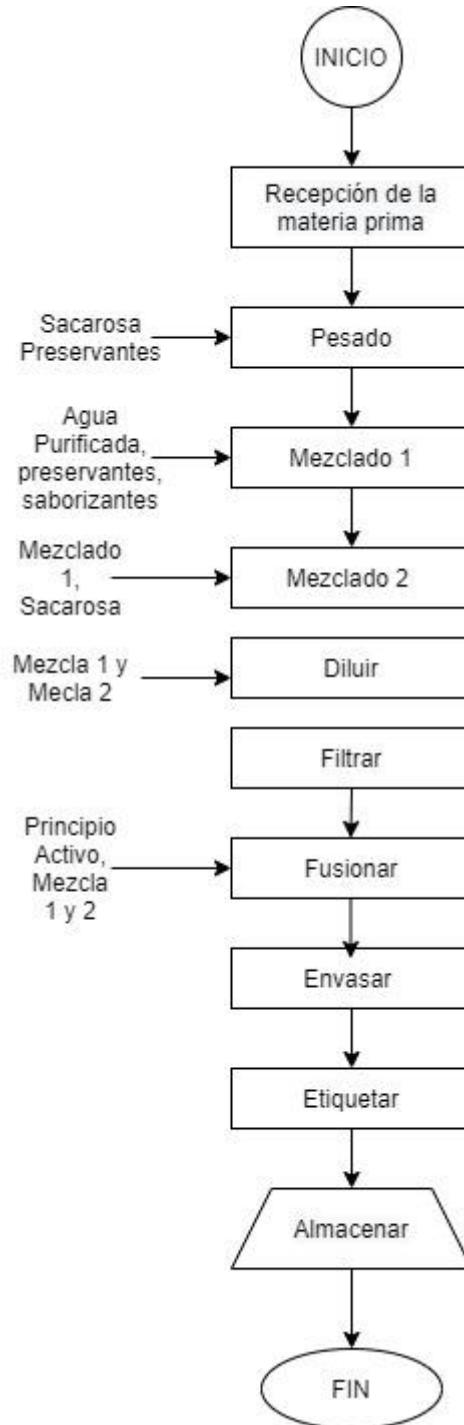 INICIO
Recepción de la
materia prima
Sacarosa
Preservantes
Pesado
Agua
Purificada,
preservantes,
saborizantes
Mezclado 1
Mezclado
1,
Sacarosa
Mezclado 2
Mezcla 1 y
Mecla 2
Diluir
Filtrar
Principio
Activo,
Mezcla
1 y 2
Fusionar
Envasar
Etiquetar
Almacenar
FIN